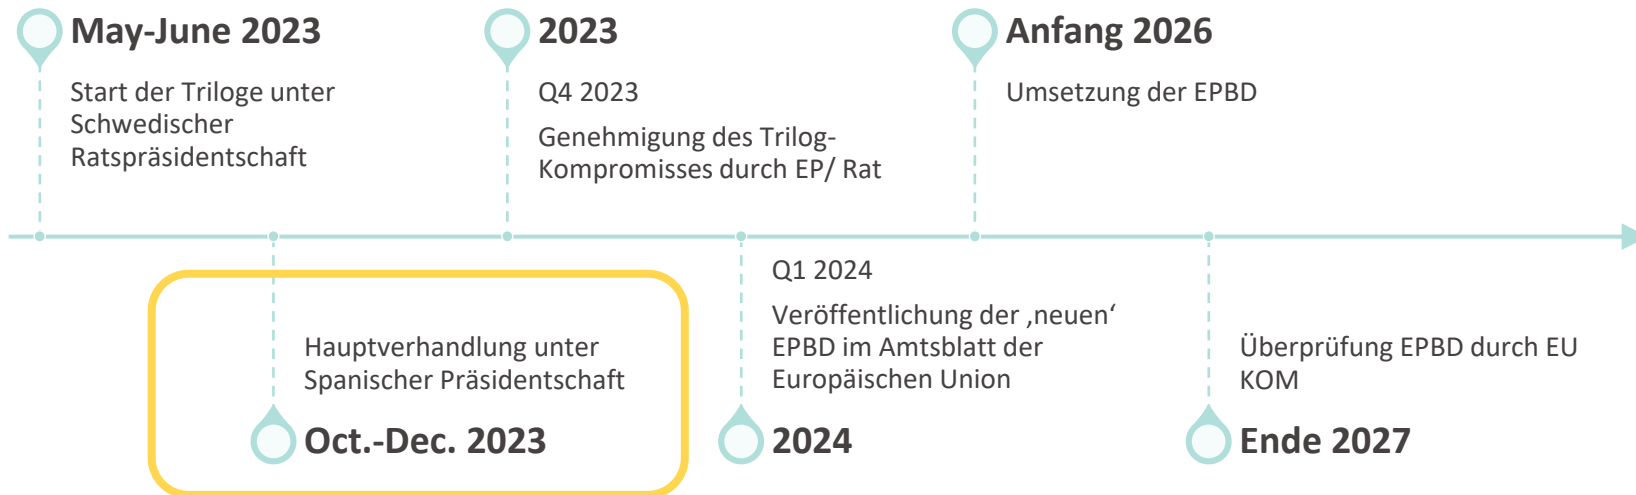 May-June 2023
Start der Triloge unter
Schwedischer
Ratspräsidentschaft
2023
Q4 2023
Genehmigung des Trilog-
Kompromisses durch EP/ Rat
Anfang 2026
Umsetzung der EPBD
Hauptverhandlung unter
Spanischer Präsidentschaft
Oct.-Dec. 2023
Q1 2024
Veröffentlichung der ‚neuen‘
EPBD im Amtsblatt der
Europäischen Union
2024
Überprüfung EPBD durch EU
KOM
Ende 2027